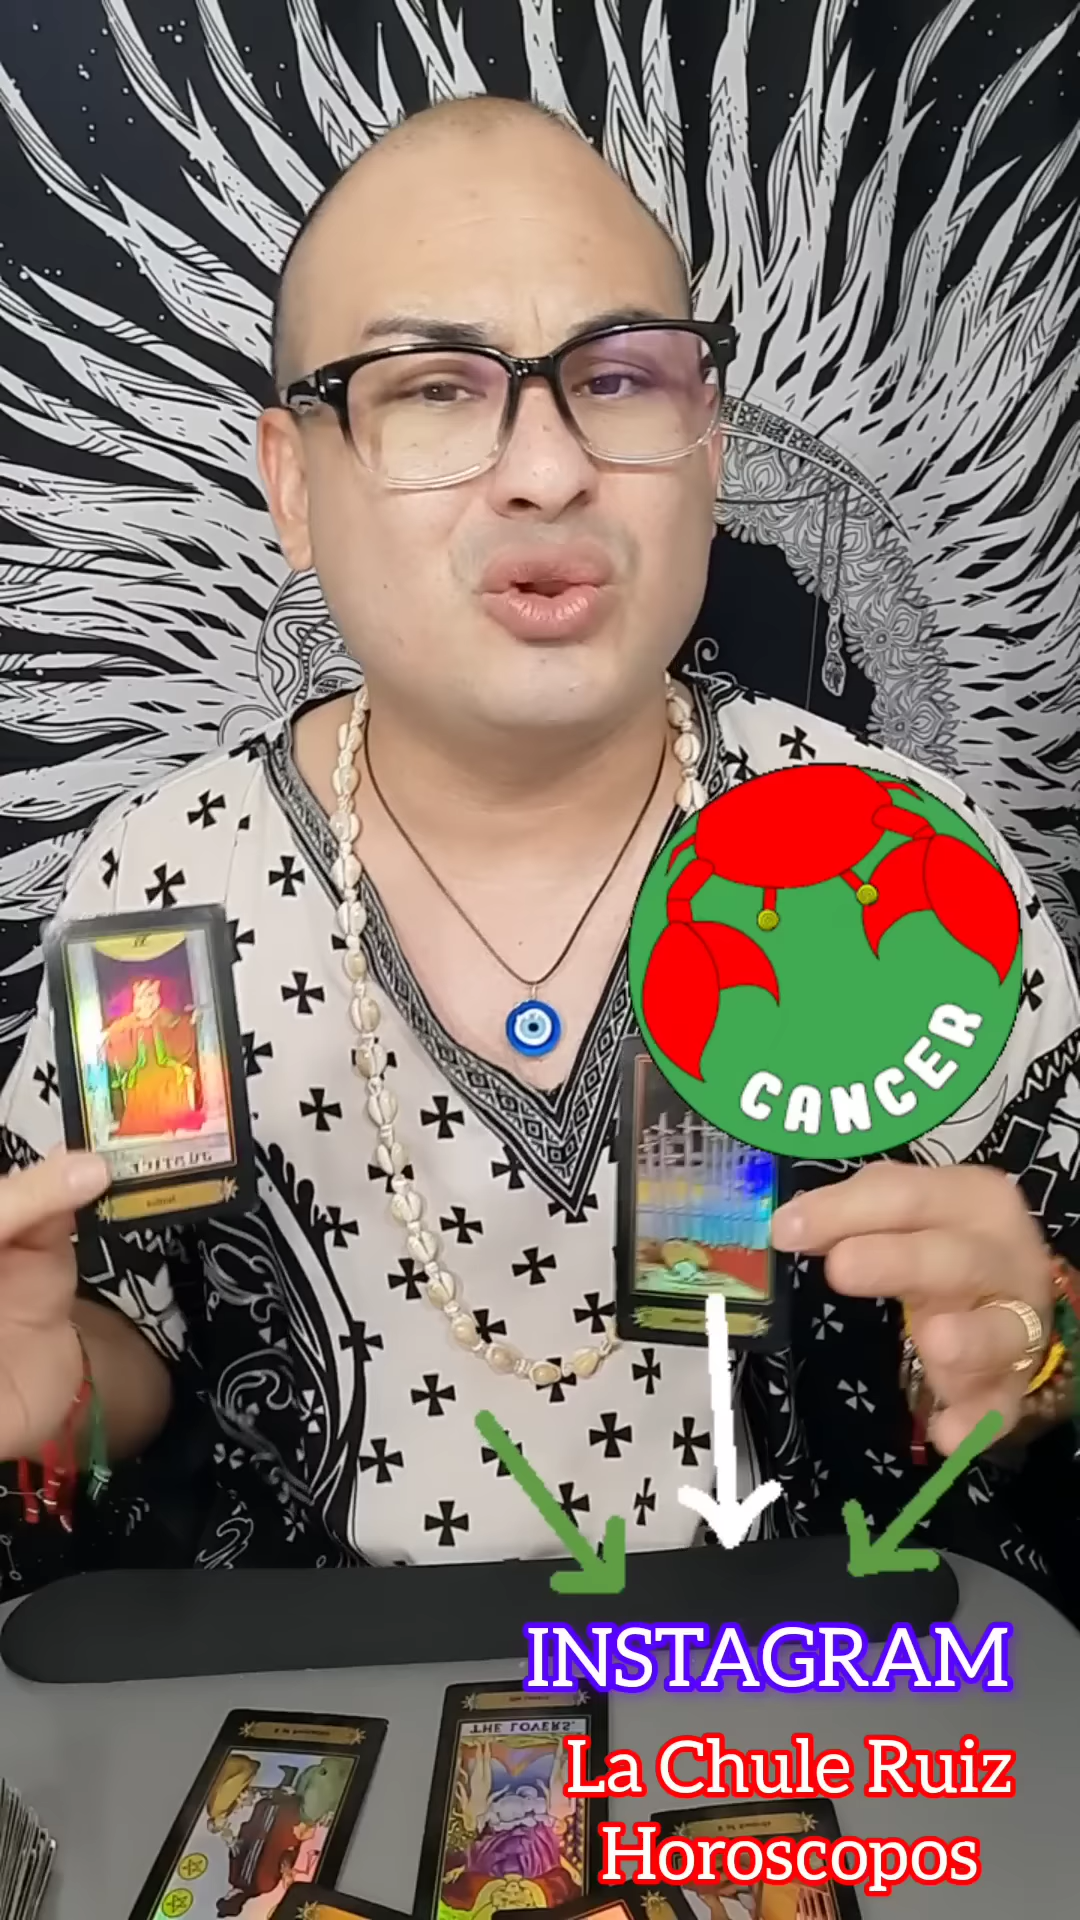 CANCER
THE LOVERS.
INSTAGRAM
La Chule Ruiz
Horoscopos